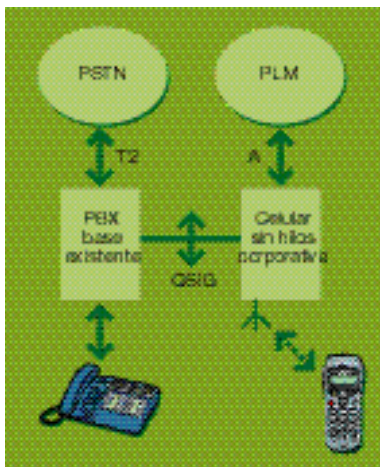 PSTN
PLM
T2
A
PBX
base
existente
Celular
sin hilos
corporativa
QSIG